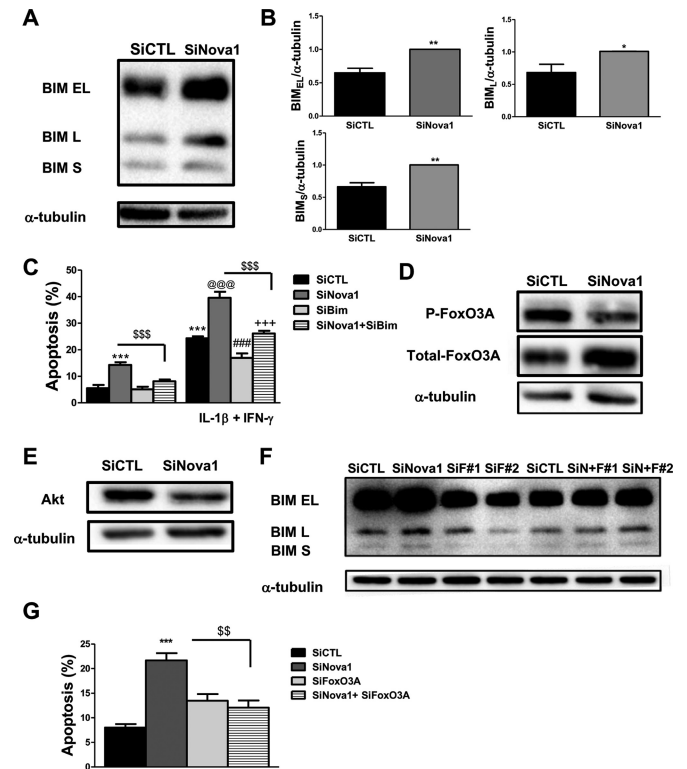 A
SiCTL SiNova1
BIM EL
BIM L
BIM S
α-tubulin
B
BIM_EL/α-tubulin
1.5
1.0
0.5
0.0
**
SiCTL SiNova1
BIM_L/α-tubulin
1.5
1.0
0.5
0.0
*
SiCTL SiNova1
BIM_S/α-tubulin
1.5
1.0
0.5
0.0
**
SiCTL SiNova1
C
Apoptosis (%)
50
40
30
20
10
0
***
$$$
***
@@@
###
+++
$$$
IL-1β + IFN-γ
SiCTL
SiNova1
SiBim
SiNova1+SiBim
D
SiCTL SiNova1
P-FoxO3A
Total-FoxO3A
α-tubulin
E
SiCTL SiNova1
Akt
α-tubulin
F
SiCTL SiNova1 SiF#1 SiF#2 SiCTL SiN+F#1 SiN+F#2
BIM EL
BIM L
BIM S
α-tubulin
G
Apoptosis (%)
25
20
15
10
5
0
***
$$
SiCTL
SiNova1
SiFoxO3A
SiNova1+ SiFoxO3A